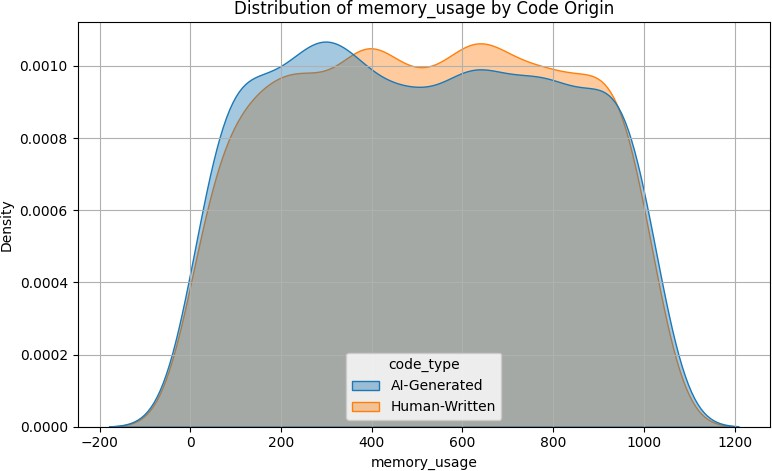 Distribution of memory_usage by Code Origin
Density
0.0010
0.0008
0.0006
0.0004
0.0002
0.0000
code_type
AI-Generated
Human-Written
−200 0 200 400 600 800 1000 1200
memory_usage